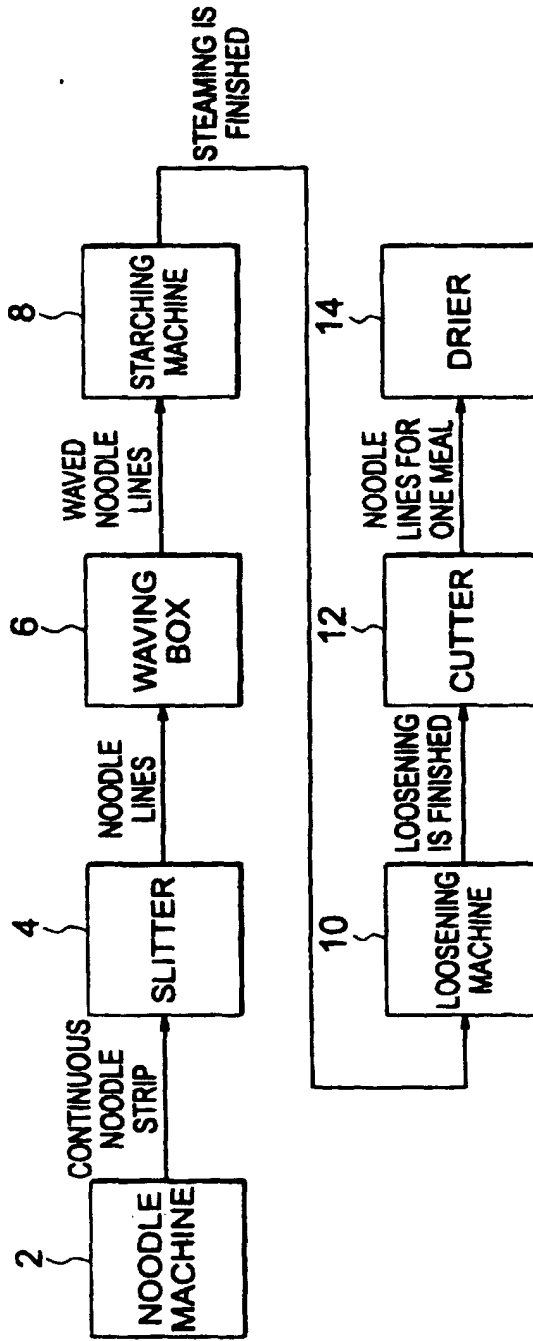 2
NOODLE
MACHINE
CONTINUOUS
NOODLE
STRIP
4
SLITTER
NOODLE
LINES
6
WAVING
BOX
WAVED
NOODLE
LINES
8
STARCHING
MACHINE
STEAMING IS
FINISHED
10
LOOSENING
MACHINE
LOOSENING
IS FINISHED
12
CUTTER
NOODLE
LINES FOR
ONE MEAL
14
DRIER